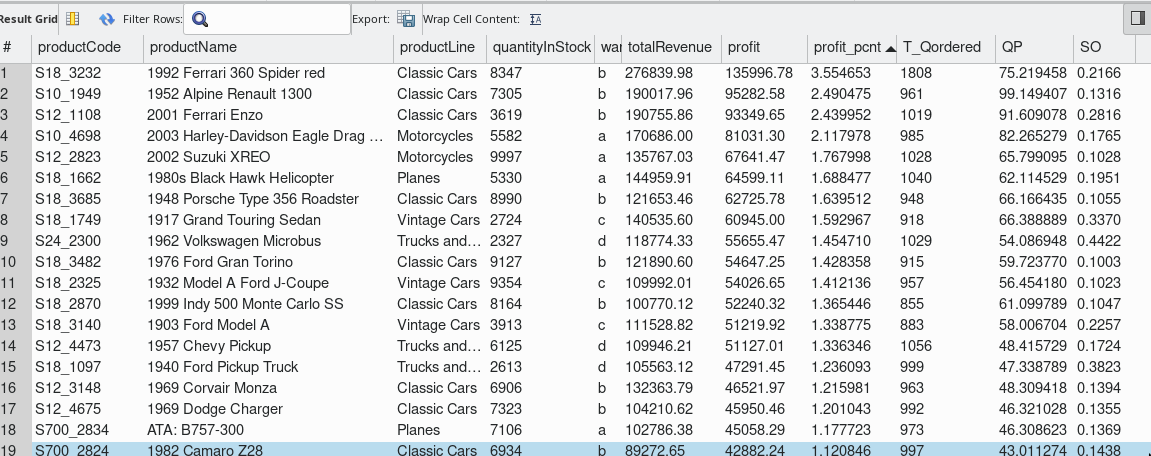 Result Grid Filter Rows: Export: Wrap Cell Content: IA
# productCode productName productLine quantityInStock war totalRevenue profit profit_pcnt T_Qordered QP SO
1 S18_3232 1992 Ferrari 360 Spider red Classic Cars 8347 b 276839.98 135996.78 3.554653 1808 75.219458 0.2166
2 S10_1949 1952 Alpine Renault 1300 Classic Cars 7305 b 190017.96 95282.58 2.490475 961 99.149407 0.1316
3 S12_1108 2001 Ferrari Enzo Classic Cars 3619 b 190755.86 93349.65 2.439952 1019 91.609078 0.2816
4 S10_4698 2003 Harley-Davidson Eagle Drag ... Motorcycles 5582 a 170686.00 81031.30 2.117978 985 82.265279 0.1765
5 S12_2823 2002 Suzuki XREO Motorcycles 9997 a 135767.03 67641.47 1.767998 1028 65.799095 0.1028
6 S18_1662 1980s Black Hawk Helicopter Planes 5330 a 144959.91 64599.11 1.688477 1040 62.114529 0.1951
7 S18_3685 1948 Porsche Type 356 Roadster Classic Cars 8990 b 121653.46 62725.78 1.639512 948 66.166435 0.1055
8 S18_1749 1917 Grand Touring Sedan Vintage Cars 2724 c 140535.60 60945.00 1.592967 918 66.388889 0.3370
9 S24_2300 1962 Volkswagen Microbus Trucks and... 2327 d 118774.33 55655.47 1.454710 1029 54.086948 0.4422
10 S18_3482 1976 Ford Gran Torino Classic Cars 9127 b 121890.60 54647.25 1.428358 915 59.723770 0.1003
11 S18_2325 1932 Model A Ford J-Coupe Vintage Cars 9354 c 109992.01 54026.65 1.412136 957 56.454180 0.1023
12 S18_2870 1999 Indy 500 Monte Carlo SS Classic Cars 8164 b 100770.12 52240.32 1.365446 855 61.099789 0.1047
13 S18_3140 1903 Ford Model A Vintage Cars 3913 c 111528.82 51219.92 1.338775 883 58.006704 0.2257
14 S12_4473 1957 Chevy Pickup Trucks and... 6125 d 109946.21 51127.01 1.336346 1056 48.415729 0.1724
15 S18_1097 1940 Ford Pickup Truck Trucks and... 2613 d 105563.12 47291.45 1.236093 999 47.338789 0.3823
16 S12_3148 1969 Corvair Monza Classic Cars 6906 b 132363.79 46521.97 1.215981 963 48.309418 0.1394
17 S12_4675 1969 Dodge Charger Classic Cars 7323 b 104210.62 45950.46 1.201043 992 46.321028 0.1355
18 S700_2834 ATA: B757-300 Planes 7106 a 102786.38 45058.29 1.177723 973 46.308623 0.1369
19 S700_2824 1982 Camaro Z28 Classic Cars 6934 b 89272.65 42882.24 1.120846 997 43.011274 0.1438